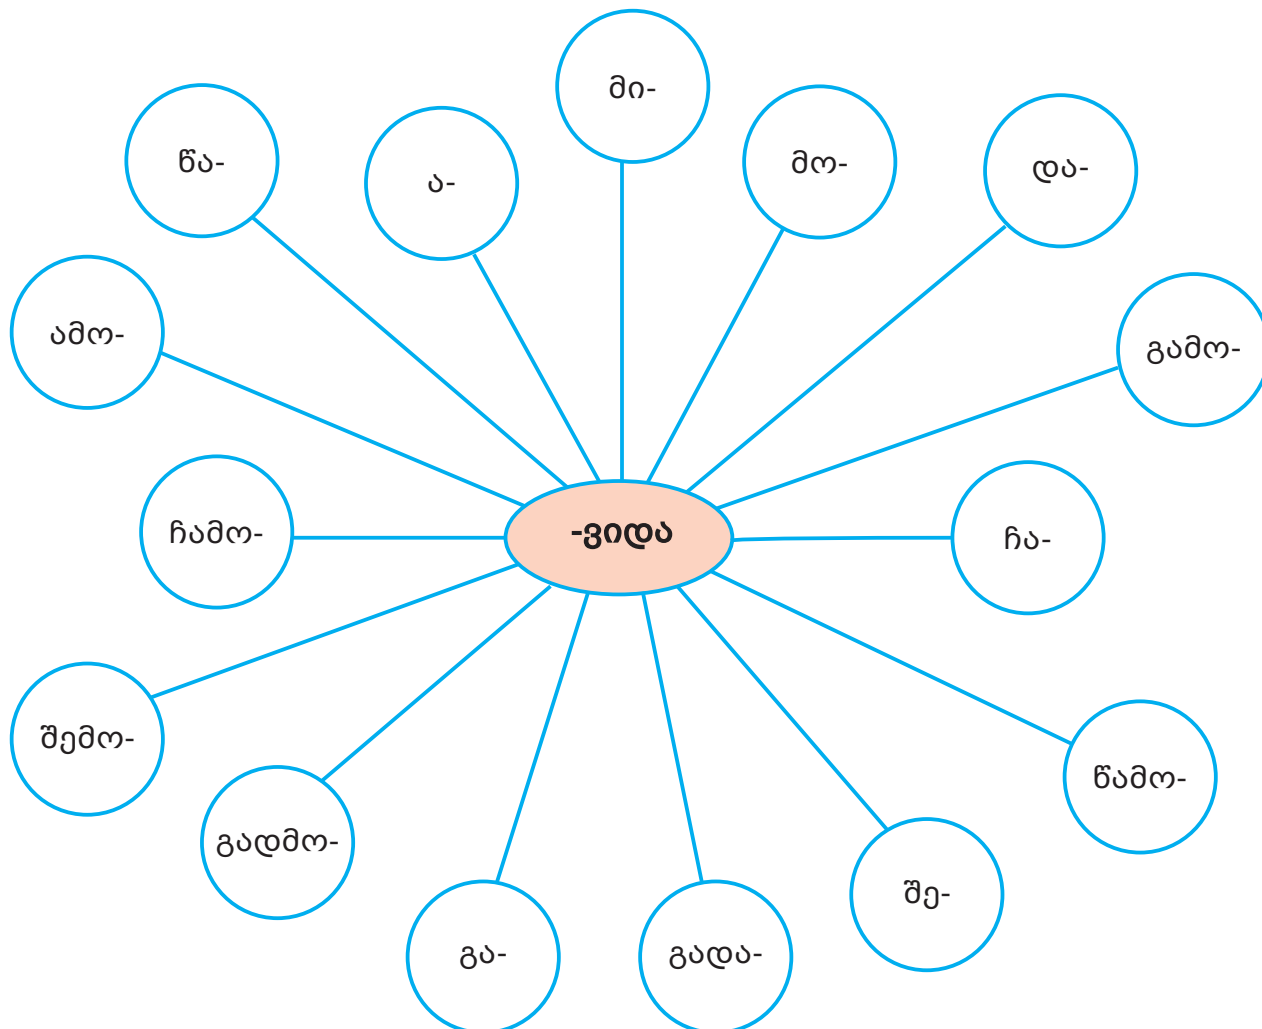 მი-
წა-
ა-
მო-
და-
ამო-
გამო-
ჩამო-
-ვიდა
ჩა-
შემო-
წამო-
გადმო-
შე-
გა-
გადა-